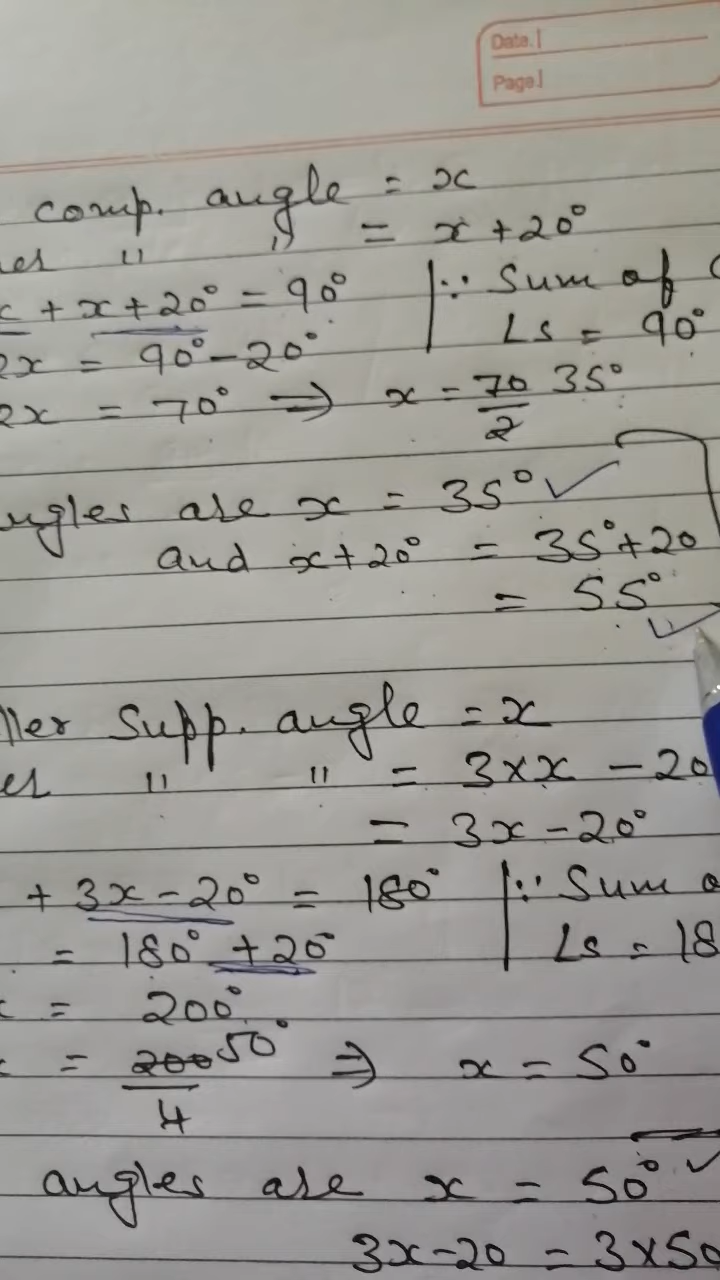 Date.
Page
comp. angle = x
" " = x + 20°
+ x + 20° = 90° | ∵ Sum of
2x = 90° - 20° | ∠s = 90°
2x = 70° ⇒ x = 70/2 35°
angles are x = 35° ✓
and x + 20° = 35° + 20
= 55° ✓
Supp. angle = x
" " = 3 × x - 20
= 3x - 20°
+ 3x - 20° = 180° | ∵ Sum
= 180° + 20° | ∠s = 18
= 200°
= 200/4 50° ⇒ x = 50°
angles are x = 50° ✓
3x - 20 = 3 × 50